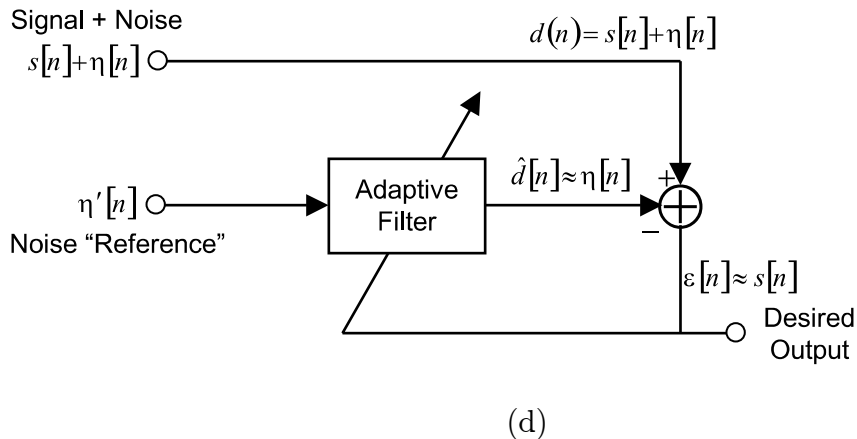 Signal + Noise
s[n]+η[n]
d(n)= s[n]+η[n]
η′[n]
Noise “Reference”
Adaptive
Filter
d̂[n]≈η[n]
+
−
ε[n]≈ s[n]
Desired
Output
(d)